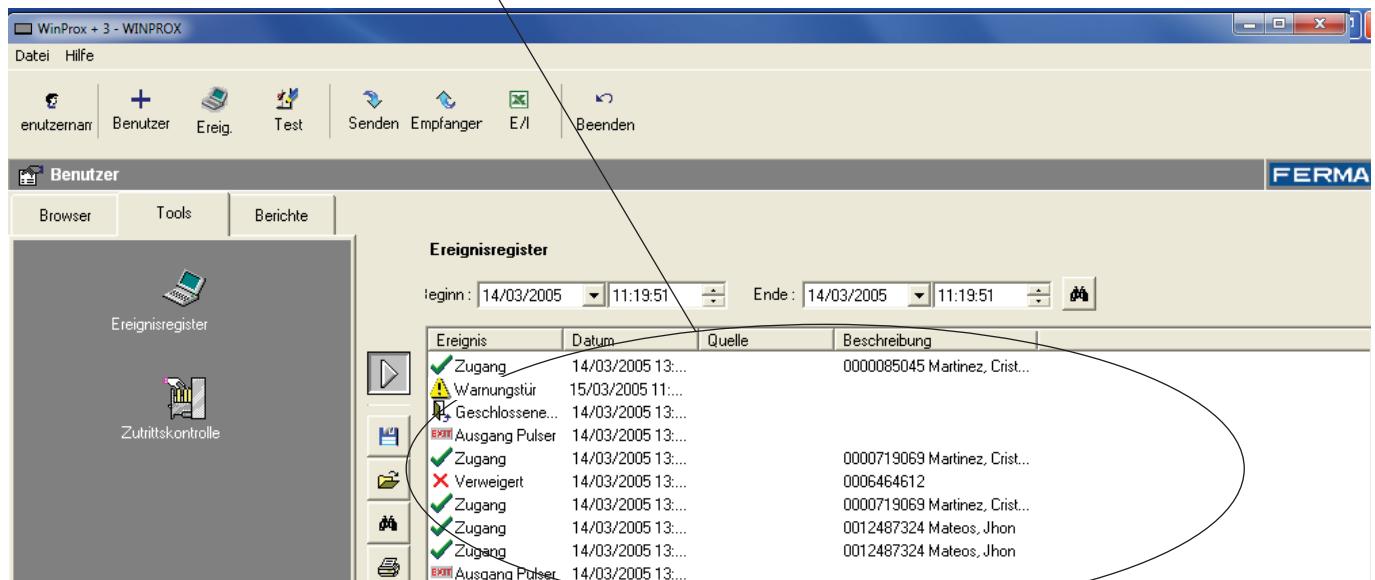 WinProx + 3 - WINPROX
Datei Hilfe
enutzernarr Benutzer Ereig. Test Senden Empfanger E/I Beenden
Benutzer FERMA
Browser Tools Berichte
Ereignisregister
Beginn : 14/03/2005 11:19:51 Ende : 14/03/2005 11:19:51
Ereignisregister
Ereignis Datum Quelle Beschreibung
Zugang 14/03/2005 13:... 0000085045 Martinez, Crist...
Warnungstür 15/03/2005 11:...
Geschlossene... 14/03/2005 13:...
EXIT Ausgang Pulser 14/03/2005 13:...
Zutrittskontrolle
Zugang 14/03/2005 13:... 0000719069 Martinez, Crist...
Verweigert 14/03/2005 13:... 0006464612
Zugang 14/03/2005 13:... 0000719069 Martinez, Crist...
Zugang 14/03/2005 13:... 0012487324 Mateos, Jhon
Zugang 14/03/2005 13:... 0012487324 Mateos, Jhon
EXIT Ausgang Pulser 14/03/2005 13:...